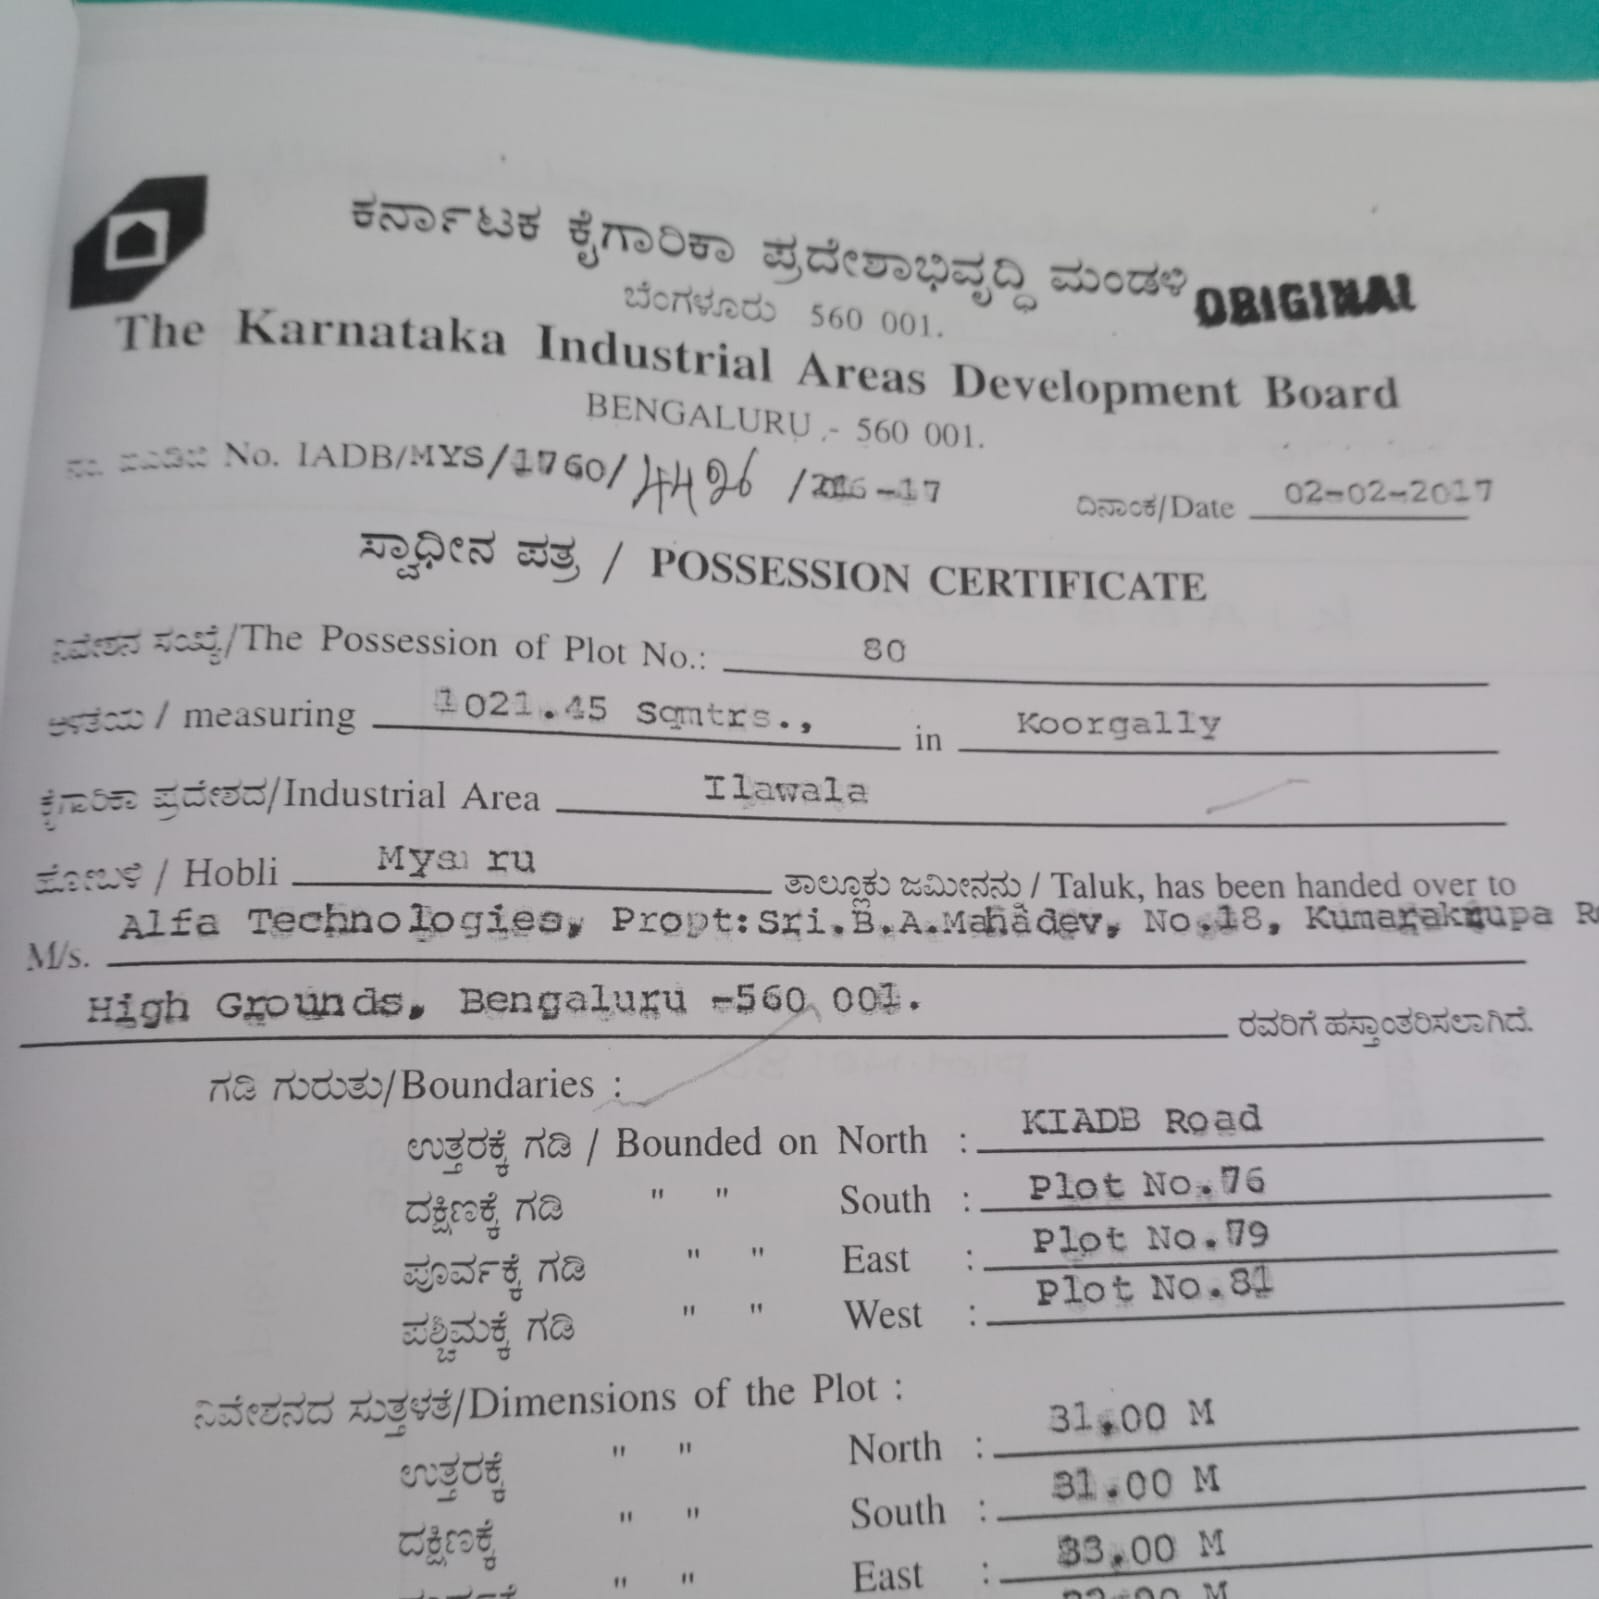 ಕರ್ನಾಟಕ ಕೈಗಾರಿಕಾ ಪ್ರದೇಶಾಭಿವೃದ್ಧಿ ಮಂಡಳಿ ORIGINAL
ಬೆಂಗಳೂರು 560 001.
The Karnataka Industrial Areas Development Board
BENGALURU - 560 001.
No. IADB/MYS/1760/4496/2016-17 ದಿನಾಂಕ/Date 02-02-2017
ಸ್ವಾಧೀನ ಪತ್ರ / POSSESSION CERTIFICATE
ನಿವೇಶನ ಸಂಖ್ಯೆ/The Possession of Plot No.: 80
ಅಳತೆಯ / measuring 1021.45 Sqmtrs., in Koorgally
ಕೈಗಾರಿಕಾ ಪ್ರದೇಶದ/Industrial Area Ilawala
ಹೋಬಳಿ / Hobli Mysuru ತಾಲ್ಲೂಕು ಜಮೀನನು / Taluk, has been handed over to
M/s. Alfa Technologies, Propt:Sri.B.A.Mahadev, No.18, Kumarakrupa
High Grounds, Bengaluru -560 001. ರವರಿಗೆ ಹಸ್ತಾಂತರಿಸಲಾಗಿದೆ.
ಗಡಿ ಗುರುತು/Boundaries :
ಉತ್ತರಕ್ಕೆ ಗಡಿ / Bounded on North : KIADB Road
ದಕ್ಷಿಣಕ್ಕೆ ಗಡಿ " " South : Plot No.76
ಪೂರ್ವಕ್ಕೆ ಗಡಿ " " East : Plot No.79
ಪಶ್ಚಿಮಕ್ಕೆ ಗಡಿ " " West : Plot No.81
ನಿವೇಶನದ ಸುತ್ತಳತೆ/Dimensions of the Plot :
ಉತ್ತರಕ್ಕೆ " " North : 31.00 M
ದಕ್ಷಿಣಕ್ಕೆ " " South : 31.00 M
" " East : 33.00 M